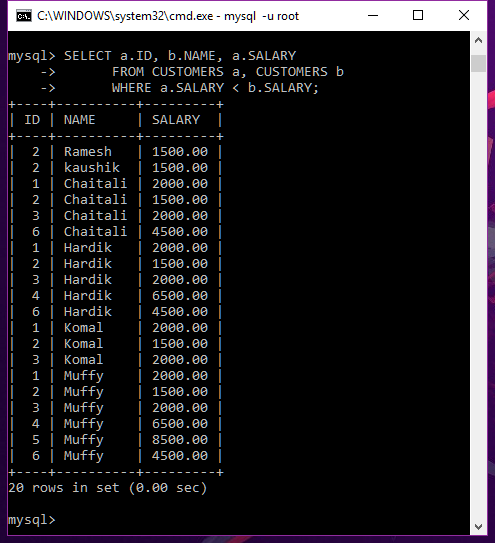 C:\WINDOWS\system32\cmd.exe - mysql -u root
mysql> SELECT a.ID, b.NAME, a.SALARY
    ->       FROM CUSTOMERS a, CUSTOMERS b
    ->       WHERE a.SALARY < b.SALARY;
+----+----------+---------+
| ID | NAME     | SALARY  |
+----+----------+---------+
|  2 | Ramesh   | 1500.00 |
|  2 | kaushik  | 1500.00 |
|  1 | Chaitali | 2000.00 |
|  2 | Chaitali | 1500.00 |
|  3 | Chaitali | 2000.00 |
|  6 | Chaitali | 4500.00 |
|  1 | Hardik   | 2000.00 |
|  2 | Hardik   | 1500.00 |
|  3 | Hardik   | 2000.00 |
|  4 | Hardik   | 6500.00 |
|  6 | Hardik   | 4500.00 |
|  1 | Komal    | 2000.00 |
|  2 | Komal    | 1500.00 |
|  3 | Komal    | 2000.00 |
|  1 | Muffy    | 2000.00 |
|  2 | Muffy    | 1500.00 |
|  3 | Muffy    | 2000.00 |
|  4 | Muffy    | 6500.00 |
|  5 | Muffy    | 8500.00 |
|  6 | Muffy    | 4500.00 |
+----+----------+---------+
20 rows in set (0.00 sec)
mysql>